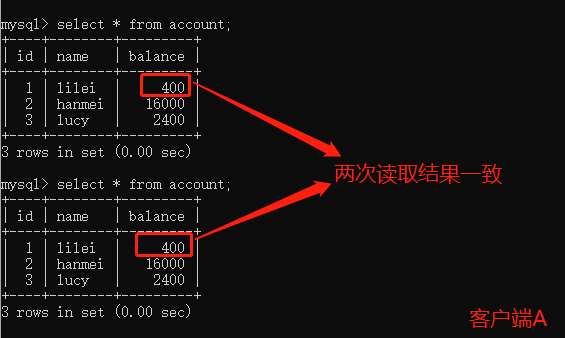 mysql> select * from account;
+----+--------+---------+
| id | name   | balance |
+----+--------+---------+
|  1 | lilei  |     400 |
|  2 | hanmei |   16000 |
|  3 | lucy   |    2400 |
+----+--------+---------+
3 rows in set (0.00 sec)
mysql> select * from account;
+----+--------+---------+
| id | name   | balance |
+----+--------+---------+
|  1 | lilei  |     400 |
|  2 | hanmei |   16000 |
|  3 | lucy   |    2400 |
+----+--------+---------+
3 rows in set (0.00 sec)
两次读取结果一致
客户端A